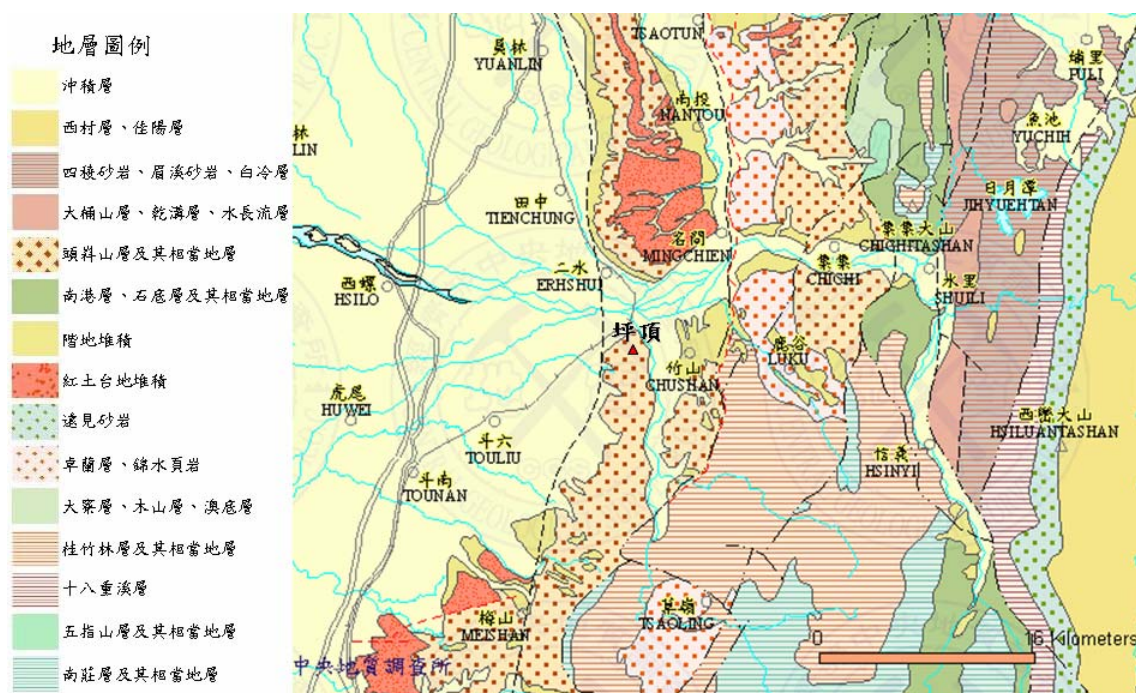 地層圖例
沖積層
西村層、佳陽層
四稜砂岩、眉溪砂岩、白冷層
大桶山層、乾溝層、水長流層
頭嵙山層及其相當地層
南港層、石底層及其相當地層
階地堆積
紅土台地堆積
達見砂岩
卓蘭層、錦水頁岩
大寮層、木山層、澳底層
桂竹林層及其相當地層
十八重溪層
五指山層及其相當地層
南莊層及其相當地層
TSAOTUN
員林
YUANLIN
埔里
PULI
南投
NANTOU
魚池
YUCHIH
林
LIN
田中
TIENCHUNG
日月潭
JIHYUEHTAN
名間
MINGCHIEN
集集大山
CHIGHITASHAN
集集
CHIGHI
二水
ERHSHUI
西螺
HSILO
水里
SHUILI
坪頂
鹿谷
LUKU
竹山
CHUSHAN
虎尾
HUWEI
西巒大山
HSILUANTASHAN
斗六
TOULIU
信義
HSINYI
斗南
TOUNAN
草嶺
TSAOLING
梅山
MEISHAN
0
16 Kilometers
中央地質調查所